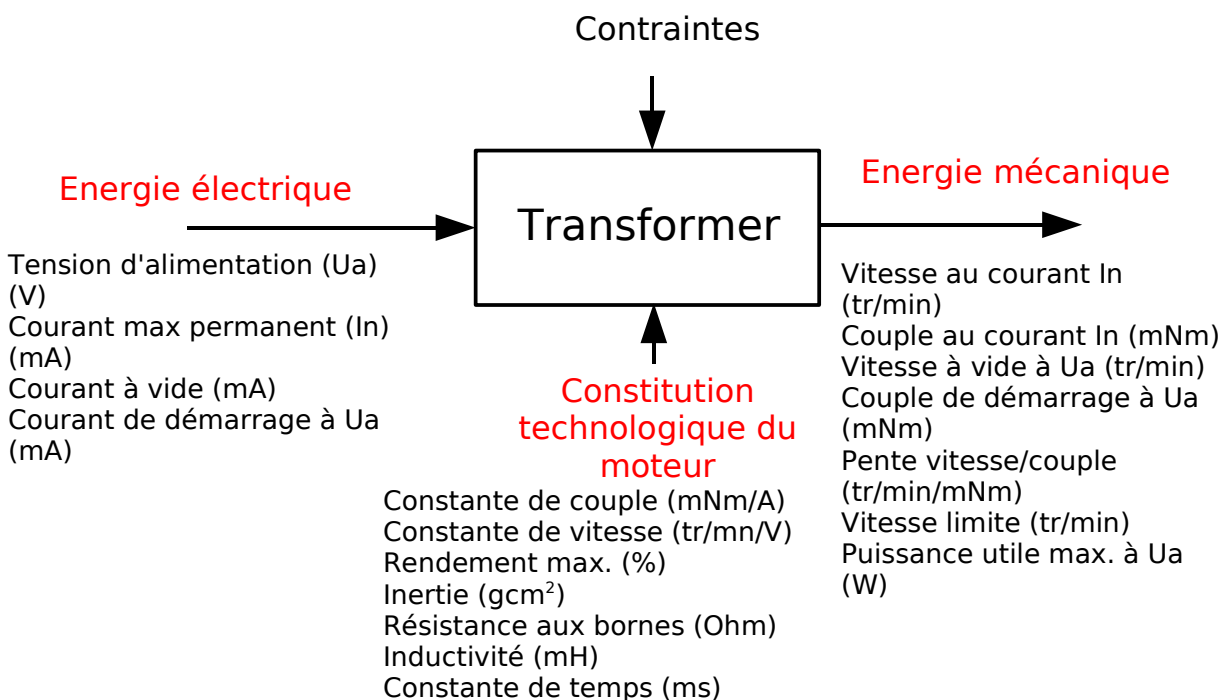 Contraintes
Energie électrique
Transformer
Energie mécanique
Tension d'alimentation (Ua)
(V)
Courant max permanent (In)
(mA)
Courant à vide (mA)
Courant de démarrage à Ua
(mA)
Constitution
technologique du
moteur
Constante de couple (mNm/A)
Constante de vitesse (tr/mn/V)
Rendement max. (%)
Inertie (gcm²)
Résistance aux bornes (Ohm)
Inductivité (mH)
Constante de temps (ms)
Vitesse au courant In
(tr/min)
Couple au courant In (mNm)
Vitesse à vide à Ua (tr/min)
Couple de démarrage à Ua
(mNm)
Pente vitesse/couple
(tr/min/mNm)
Vitesse limite (tr/min)
Puissance utile max. à Ua
(W)